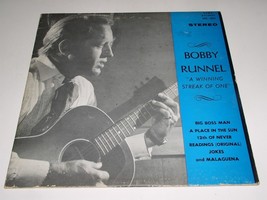 STEREO
BOBBY
RUNNEL
"A WINNING
STREAK OF ONE"
BIG BOSS MAN
A PLACE IN THE SUN
12th OF NEVER
READINGS (ORIGINAL)
JOKES
and MALAGUENA